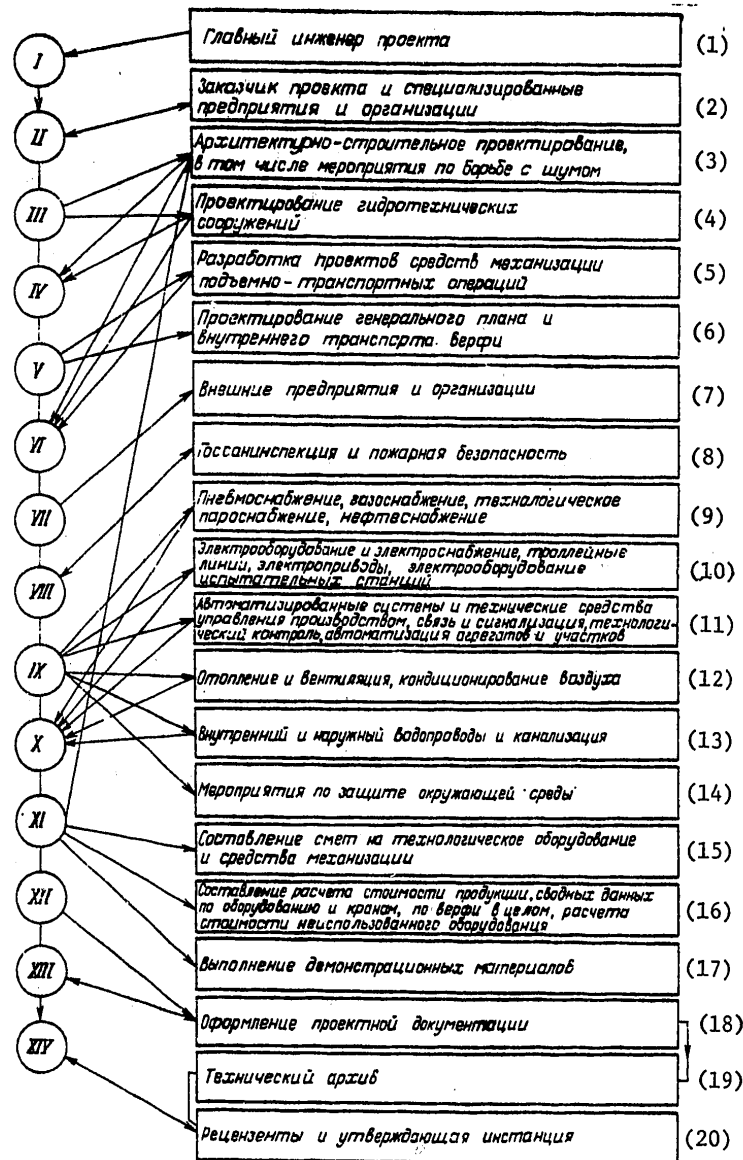 I
Главный инженер проекта
(1)
II
Заказчик проекта и специализированные
предприятия и организации
(2)
Архитектурно-строительное проектирование,
в том числе мероприятия по борьбе с шумом
(3)
III
Проектирование гидротехнических
сооружений
(4)
IV
Разработка проектов средств механизации
подъемно-транспортных операций
(5)
V
Проектирование генерального плана и
внутреннего транспорта верфи
(6)
VI
Внешние предприятия и организации
(7)
Госсанинспекция и пожарная безопасность
(8)
VII
Пневмоснабжение, газоснабжение, технологическое
пароснабжение, нефтеснабжение
(9)
VIII
Электрооборудование и электроснабжение, троллейные
линии, электроприводы, электрооборудование
испытательных станций
(10)
Автоматизированные системы и технические средства
управления производством, связь и сигнализация, технологи-
ческий контроль, автоматизация агрегатов и участков
(11)
IX
Отопление и вентиляция, кондиционирование воздуха
(12)
X
Внутренний и наружный водопроводы и канализация
(13)
Мероприятия по защите окружающей среды
(14)
XI
Составление смет на технологическое оборудование
и средства механизации
(15)
XII
Составление расчета стоимости продукции, сводных данных
по оборудованию и кранам, по верфи в целом, расчета
стоимости неиспользованного оборудования
(16)
XIII
Выполнение демонстрационных материалов
(17)
Оформление проектной документации
(18)
XIV
Технический архив
(19)
Рецензенты и утверждающая инстанция
(20)